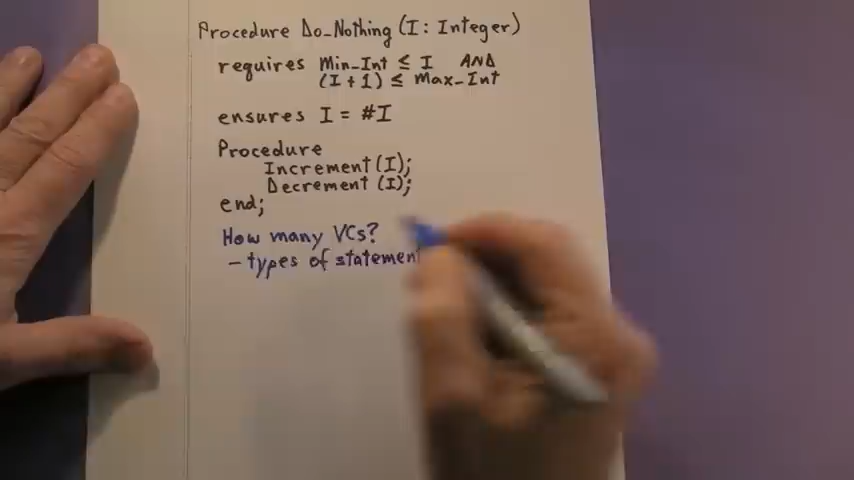 Procedure Do_Nothing (I: Integer)
requires Min_Int ≤ I AND
(I + 1) ≤ Max_Int
ensures I = #I
Procedure
Increment (I);
Decrement (I);
end;
How many VCs?
- types of statement